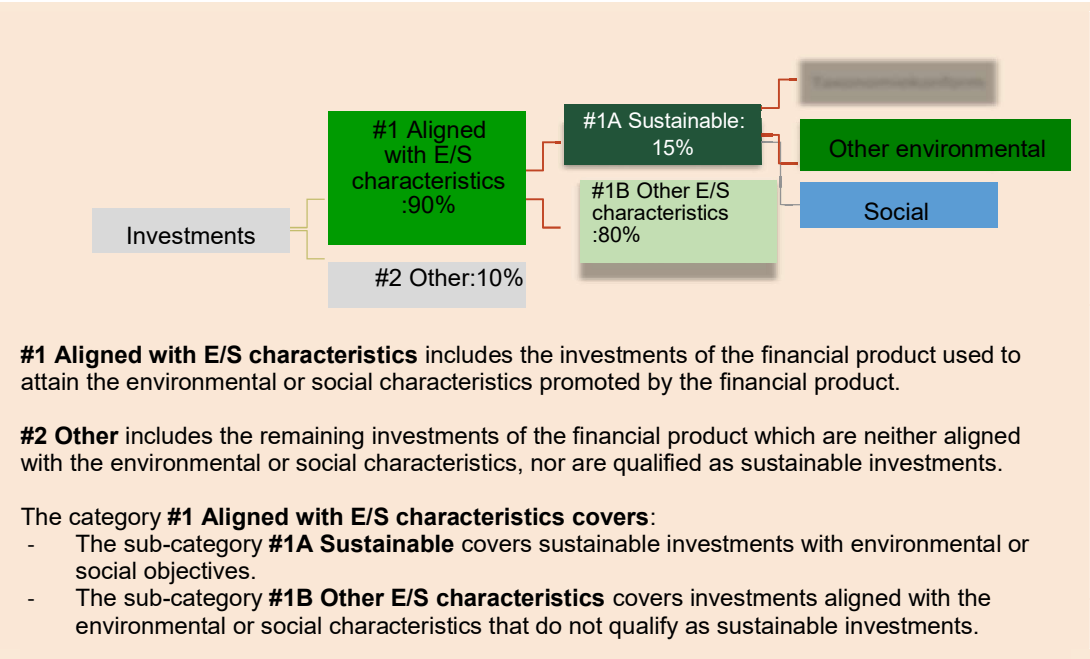 #1 Aligned
with E/S
characteristics
:90%
#1A Sustainable:
15%
Other environmental
#1B Other E/S
characteristics
:80%
Social
Investments
#2 Other:10%
#1 Aligned with E/S characteristics includes the investments of the financial product used to
attain the environmental or social characteristics promoted by the financial product.
#2 Other includes the remaining investments of the financial product which are neither aligned
with the environmental or social characteristics, nor are qualified as sustainable investments.
The category #1 Aligned with E/S characteristics covers:
- The sub-category #1A Sustainable covers sustainable investments with environmental or
social objectives.
- The sub-category #1B Other E/S characteristics covers investments aligned with the
environmental or social characteristics that do not qualify as sustainable investments.